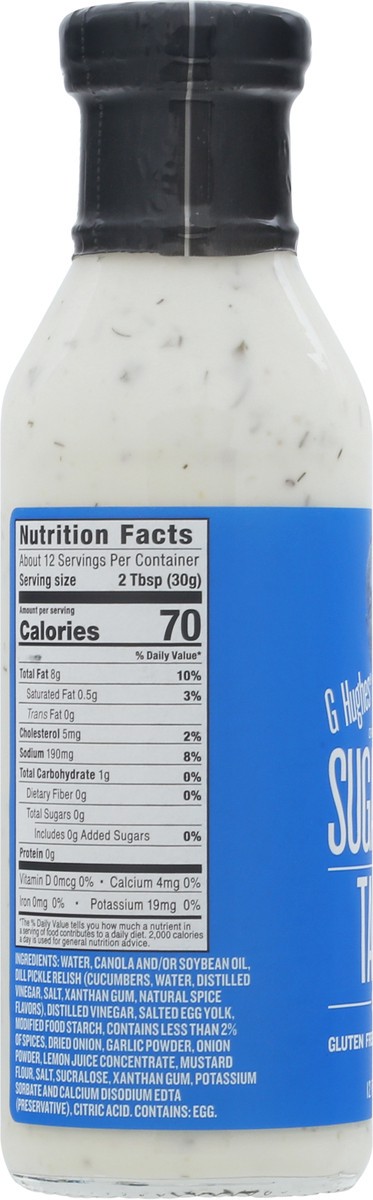 Nutrition Facts
About 12 Servings Per Container
Serving size 2 Tbsp (30g)
Amount per serving
Calories 70
% Daily Value*
Total Fat 8g 10%
Saturated Fat 0.5g 3%
Trans Fat 0g
Cholesterol 5mg 2%
Sodium 190mg 8%
Total Carbohydrate 1g 0%
Dietary Fiber 0g 0%
Total Sugars 0g
Includes 0g Added Sugars 0%
Protein 0g
Vitamin D 0mcg 0% • Calcium 4mg 0%
Iron 0mg 0% • Potassium 19mg 0%
*The % Daily Value tells you how much a nutrient in
a serving of food contributes to a daily diet. 2,000 calories
a day is used for general nutrition advice.
INGREDIENTS: WATER, CANOLA AND/OR SOYBEAN OIL,
DILL PICKLE RELISH (CUCUMBERS, WATER, DISTILLED
VINEGAR, SALT, XANTHAN GUM, NATURAL SPICE
FLAVORS), DISTILLED VINEGAR, SALTED EGG YOLK,
MODIFIED FOOD STARCH, CONTAINS LESS THAN 2%
OF SPICES, DRIED ONION, GARLIC POWDER, ONION
POWDER, LEMON JUICE CONCENTRATE, MUSTARD
FLOUR, SALT, SUCRALOSE, XANTHAN GUM, POTASSIUM
SORBATE AND CALCIUM DISODIUM EDTA
(PRESERVATIVE), CITRIC ACID. CONTAINS: EGG.
G Hughes
SUG
TA
GLUTEN FR
12